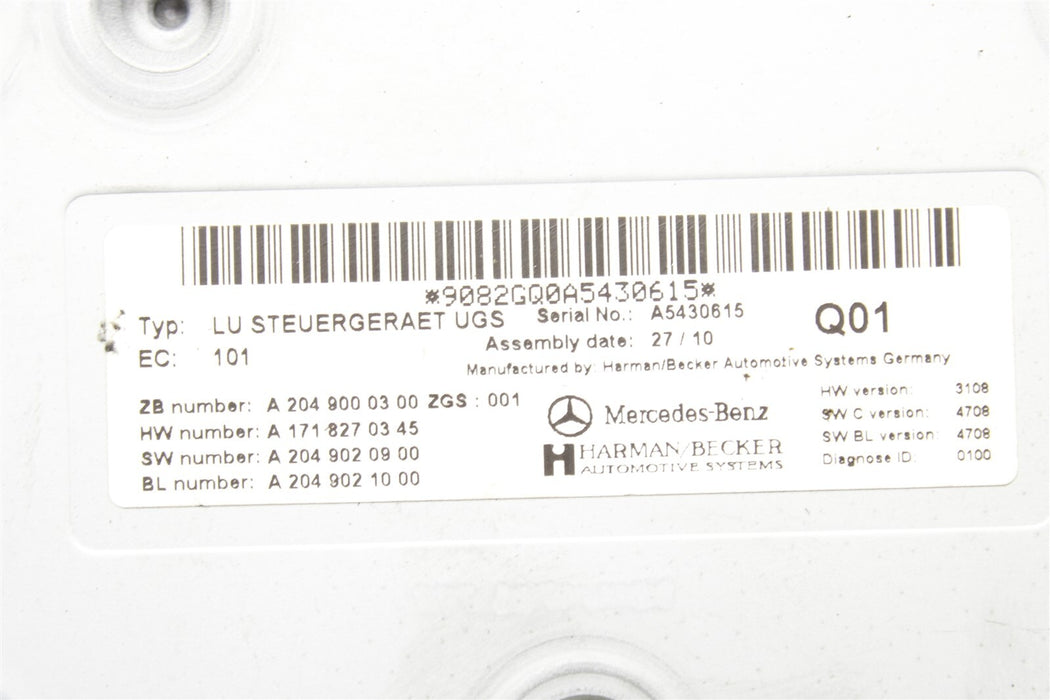 *9082GQ0A5430615*
Typ: LU STEUERGERAET UGS Serial No.: A5430615 Q01
EC: 101 Assembly date: 27 / 10
Manufactured by: Harman/Becker Automotive Systems Germany
ZB number: A 204 900 03 00 ZGS : 001
HW number: A 171 827 03 45
SW number: A 204 902 09 00
BL number: A 204 902 10 00
Mercedes-Benz
HARMAN/BECKER
AUTOMOTIVE SYSTEMS
HW version: 3108
SW C version: 4708
SW BL version: 4708
Diagnose ID: 0100